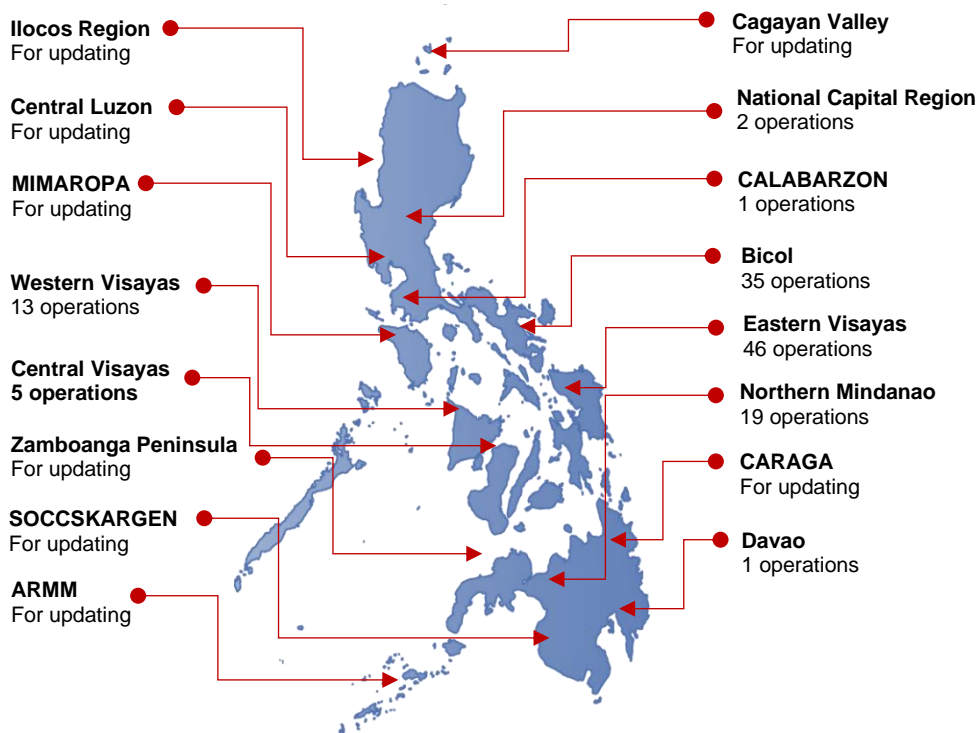 Ilocos Region
For updating
Central Luzon
For updating
MIMAROPA
For updating
Western Visayas
13 operations
Central Visayas
5 operations
Zamboanga Peninsula
For updating
SOCCSKARGEN
For updating
ARMM
For updating
Cagayan Valley
For updating
National Capital Region
2 operations
CALABARZON
1 operations
Bicol
35 operations
Eastern Visayas
46 operations
Northern Mindanao
19 operations
CARAGA
For updating
Davao
1 operations